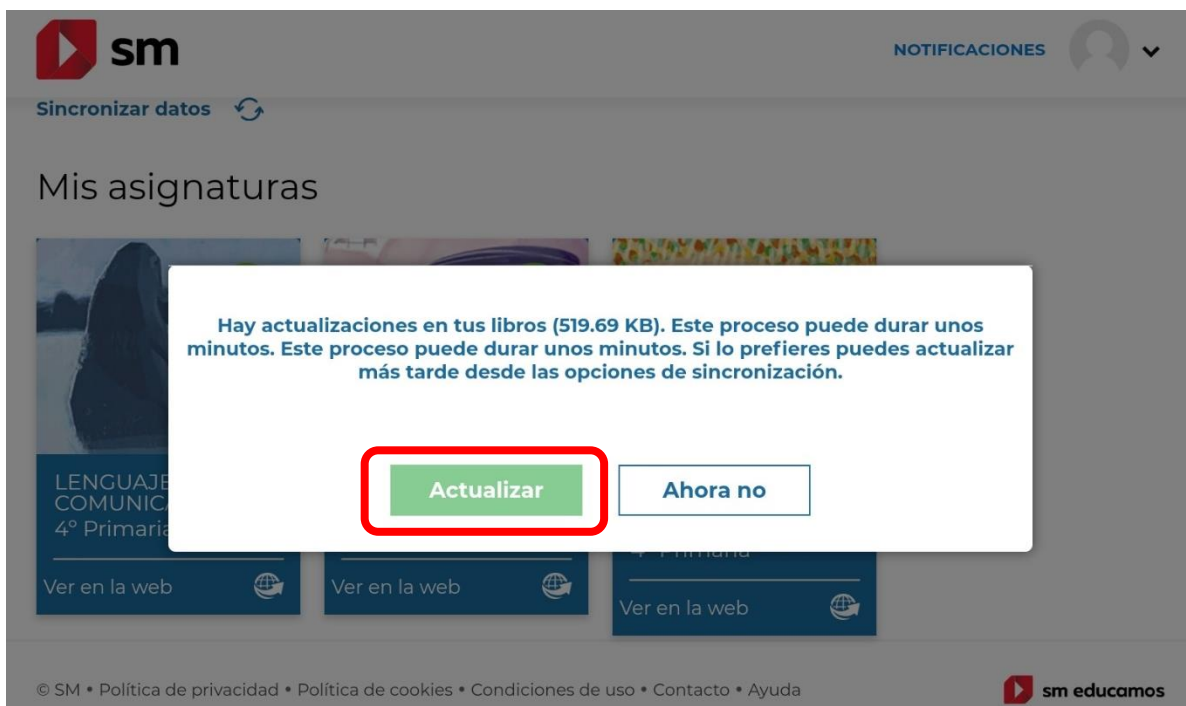 sm
NOTIFICACIONES
Sincronizar datos
Mis asignaturas
Hay actualizaciones en tus libros (519.69 KB). Este proceso puede durar unos
minutos. Este proceso puede durar unos minutos. Si lo prefieres puedes actualizar
más tarde desde las opciones de sincronización.
Actualizar
Ahora no
LENGUAJE
COMUNICA
4º Primaria
4º Primaria
Ver en la web
Ver en la web
Ver en la web
© SM • Política de privacidad • Política de cookies • Condiciones de uso • Contacto • Ayuda
sm educamos